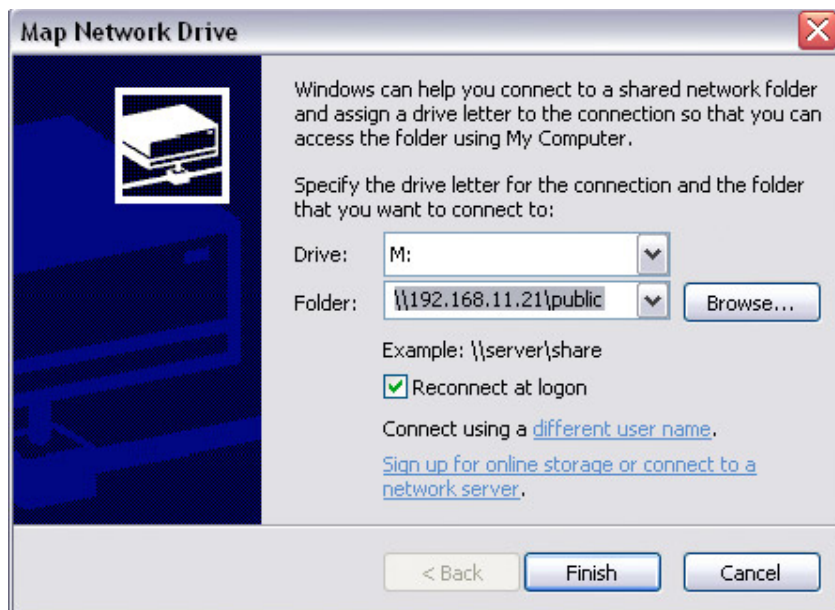 Map Network Drive
Windows can help you connect to a shared network folder
and assign a drive letter to the connection so that you can
access the folder using My Computer.
Specify the drive letter for the connection and the folder
that you want to connect to:
Drive: M:
Folder: \\192.168.11.21\public Browse...
Example: \\server\share
Reconnect at logon
Connect using a different user name.
Sign up for online storage or connect to a
network server.
< Back Finish Cancel